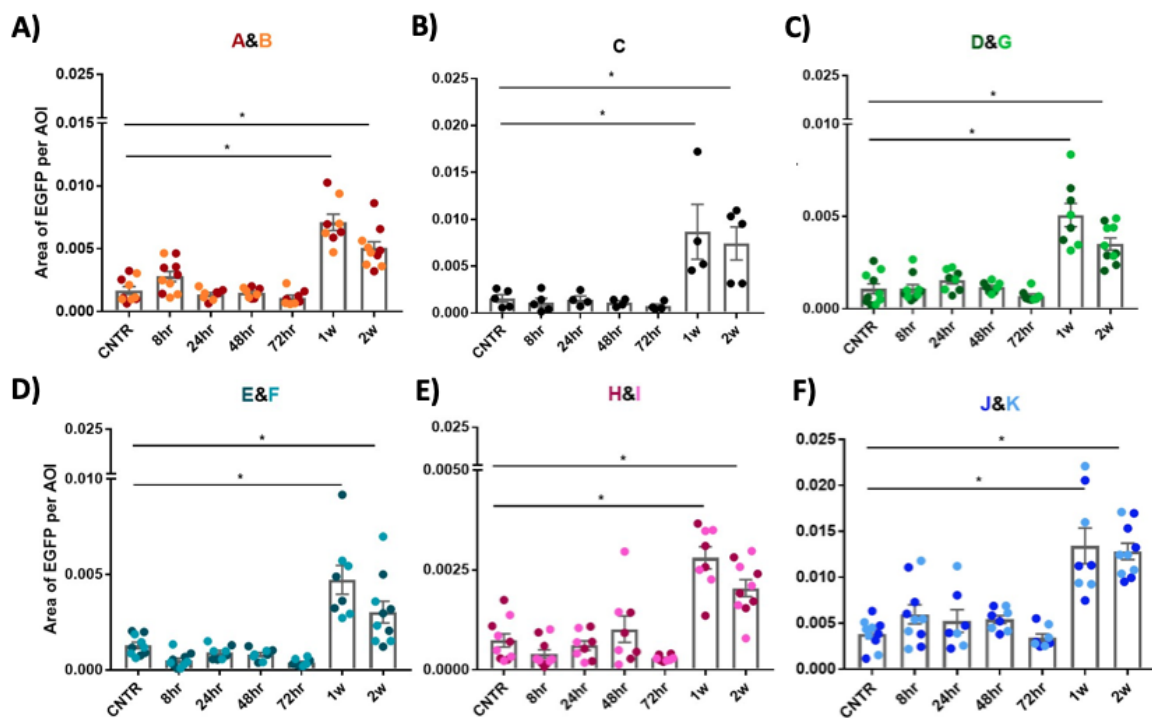 A)
A&B
Area of EGFP per AOI
0.025
0.015
0.010
0.005
0.000
*
*
CNTR
8hr
24hr
48hr
72hr
1w
2w
B)
C
0.025
0.020
0.015
0.010
0.005
0.000
*
*
CNTR
8hr
24hr
48hr
72hr
1w
2w
C)
D&G
0.025
0.010
0.005
0.000
*
*
CNTR
8hr
24hr
48hr
72hr
1w
2w
D)
E&F
Area of EGFP per AOI
0.025
0.010
0.005
0.000
*
*
CNTR
8hr
24hr
48hr
72hr
1w
2w
E)
H&I
0.025
0.0050
0.0025
0.0000
*
*
CNTR
8hr
24hr
48hr
72hr
1w
2w
F)
J&K
0.025
0.020
0.015
0.010
0.005
0.000
*
*
CNTR
8hr
24hr
48hr
72hr
1w
2w